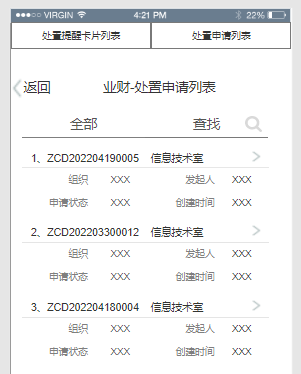 VIRGIN 4:21 PM 22%
处置提醒卡片列表 处置申请列表
返回 业财-处置申请列表
全部 查找
1、ZCD202204190005 信息技术室
组织 XXX 发起人 XXX
申请状态 XXX 创建时间 XXX
2、ZCD202203300012 信息技术室
组织 XXX 发起人 XXX
申请状态 XXX 创建时间 XXX
3、ZCD202204180004 信息技术室
组织 XXX 发起人 XXX
申请状态 XXX 创建时间 XXX